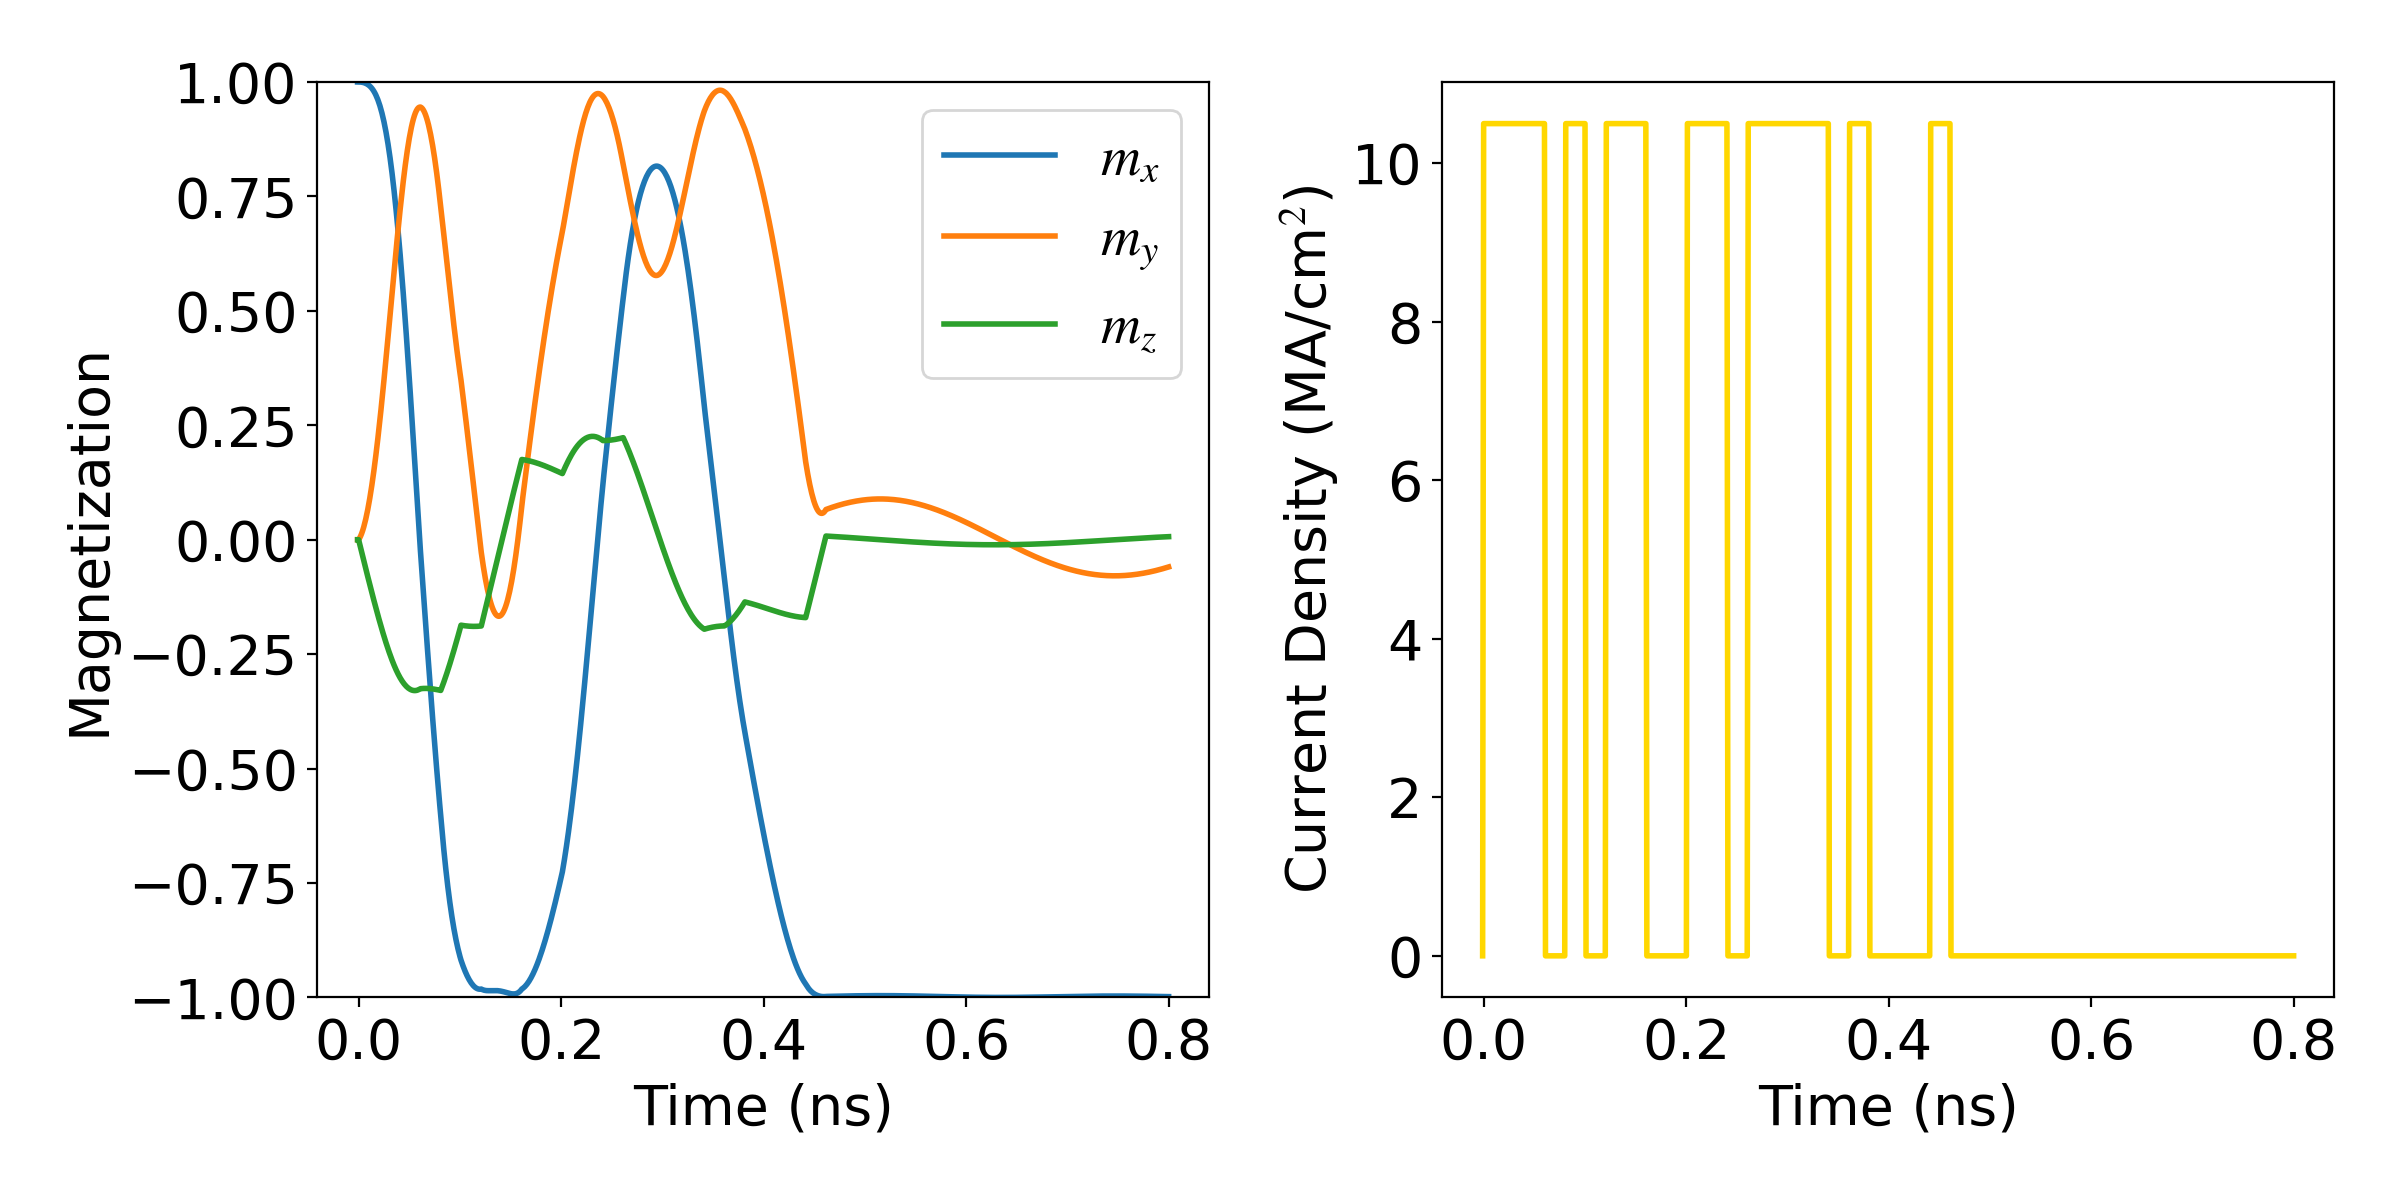 Magnetization
1.00
0.75
0.50
0.25
0.00
−0.25
−0.50
−0.75
−1.00
0.0 0.2 0.4 0.6 0.8
Time (ns)
m_x
m_y
m_z
Current Density (MA/cm²)
10
8
6
4
2
0
0.0 0.2 0.4 0.6 0.8
Time (ns)